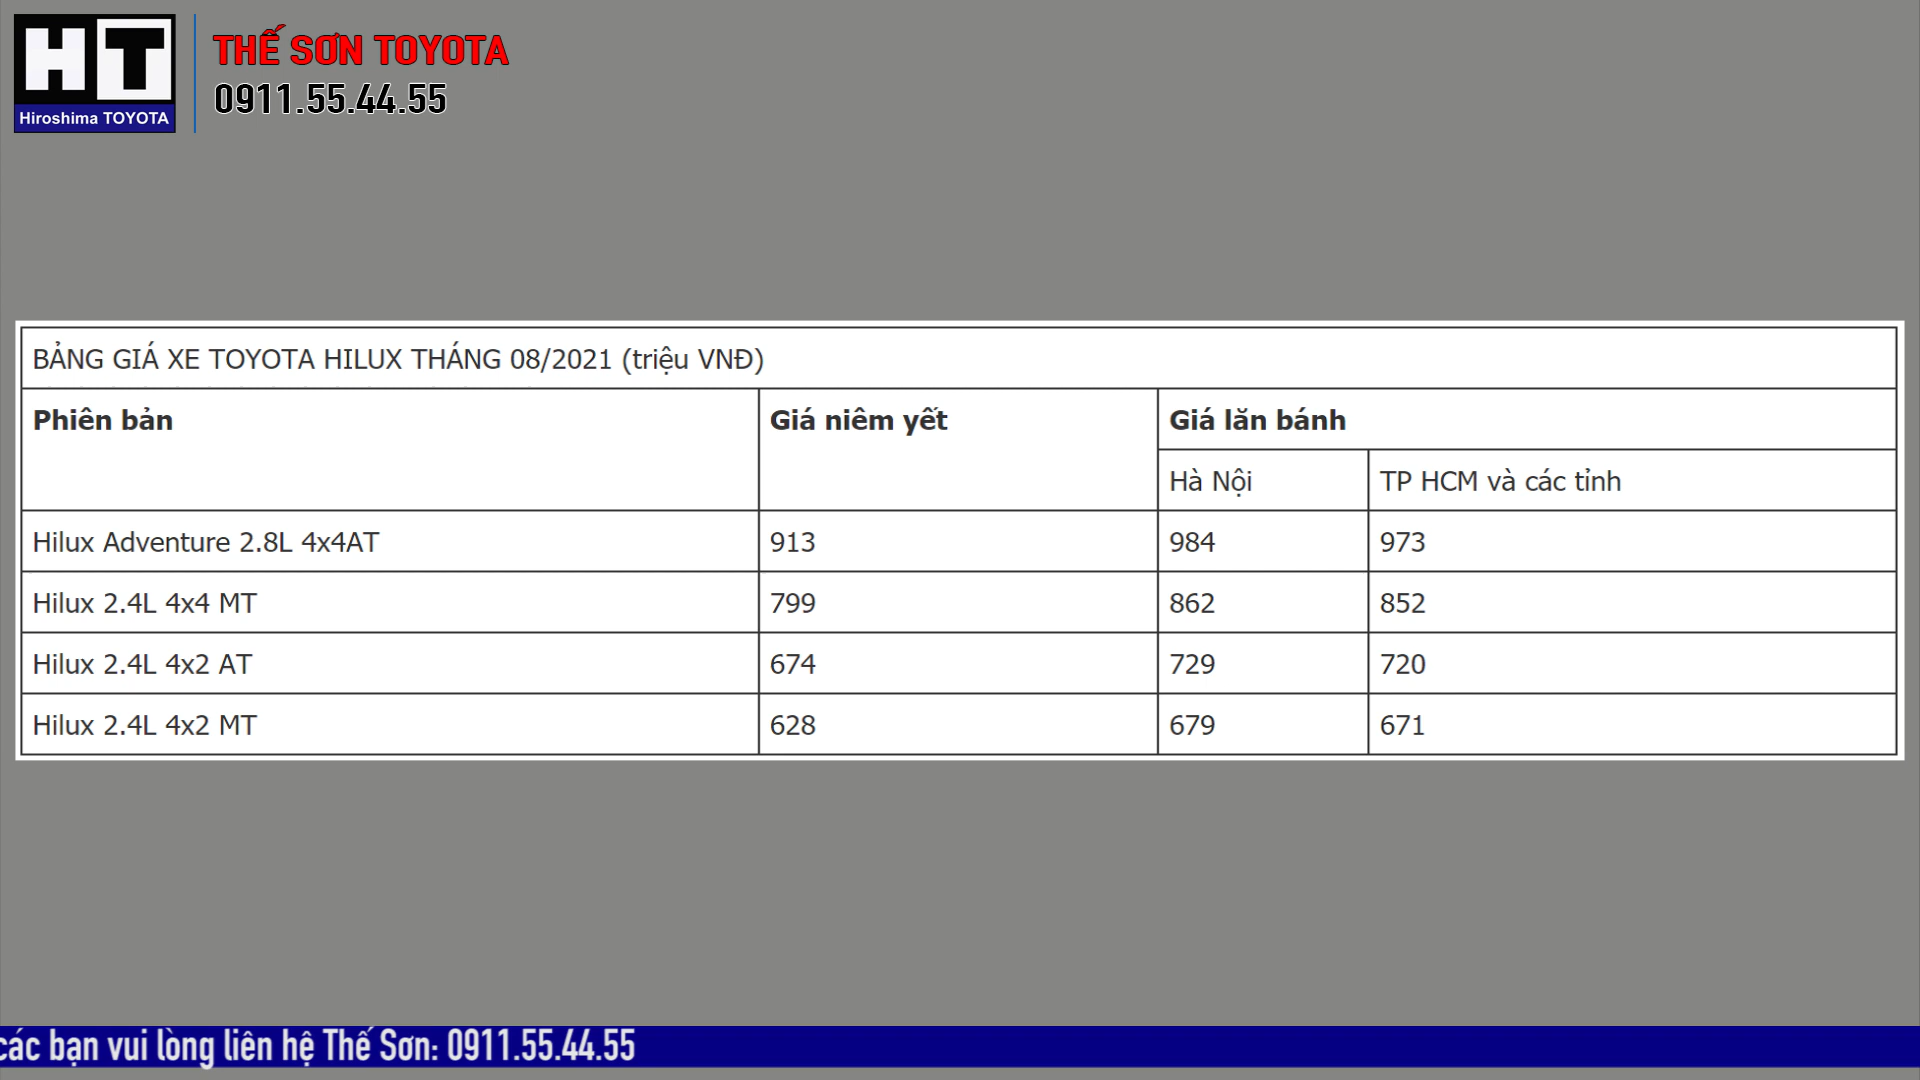 HT
Hiroshima TOYOTA
THẾ SƠN TOYOTA
0911.55.44.55
BẢNG GIÁ XE TOYOTA HILUX THÁNG 08/2021 (triệu VNĐ)
Phiên bản Giá niêm yết Giá lăn bánh
Hà Nội TP HCM và các tỉnh
Hilux Adventure 2.8L 4x4AT 913 984 973
Hilux 2.4L 4x4 MT 799 862 852
Hilux 2.4L 4x2 AT 674 729 720
Hilux 2.4L 4x2 MT 628 679 671
các bạn vui lòng liên hệ Thế Sơn: 0911.55.44.55